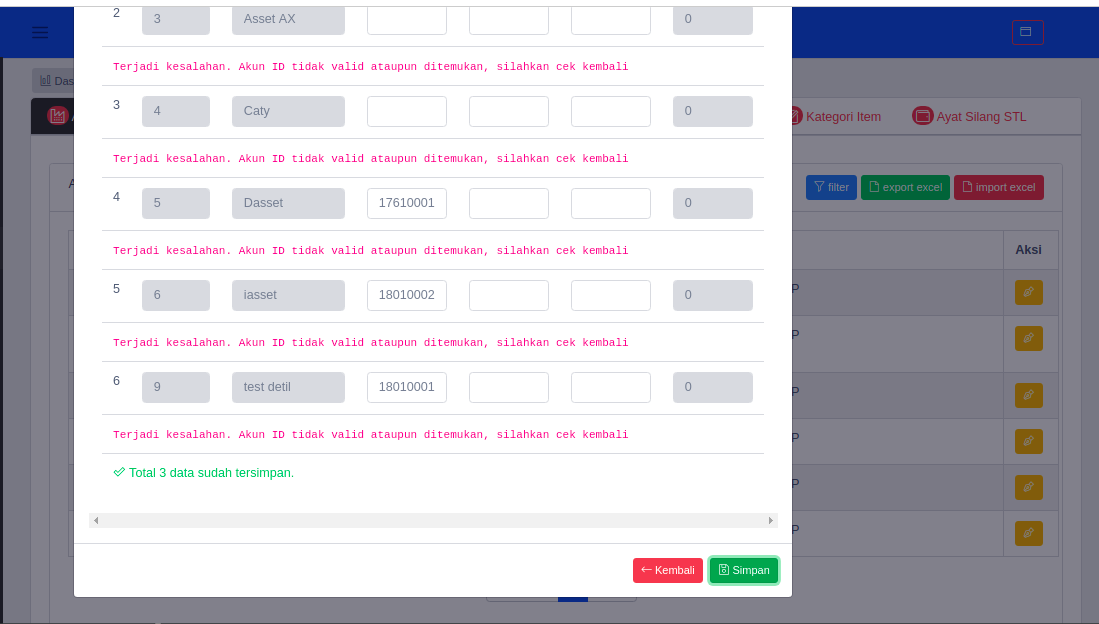 2 3 Asset AX 0
Terjadi kesalahan. Akun ID tidak valid ataupun ditemukan, silahkan cek kembali
Das
3 4 Caty 0
A
Kategori Item
Ayat Silang STL
Terjadi kesalahan. Akun ID tidak valid ataupun ditemukan, silahkan cek kembali
A
filter
export excel
import excel
4 5 Dasset 17610001 0
Terjadi kesalahan. Akun ID tidak valid ataupun ditemukan, silahkan cek kembali
Aksi
5 6 iasset 18010002 0
P
Terjadi kesalahan. Akun ID tidak valid ataupun ditemukan, silahkan cek kembali
P
6 9 test detil 18010001 0
P
Terjadi kesalahan. Akun ID tidak valid ataupun ditemukan, silahkan cek kembali
P
Total 3 data sudah tersimpan.
P
P
Kembali
Simpan